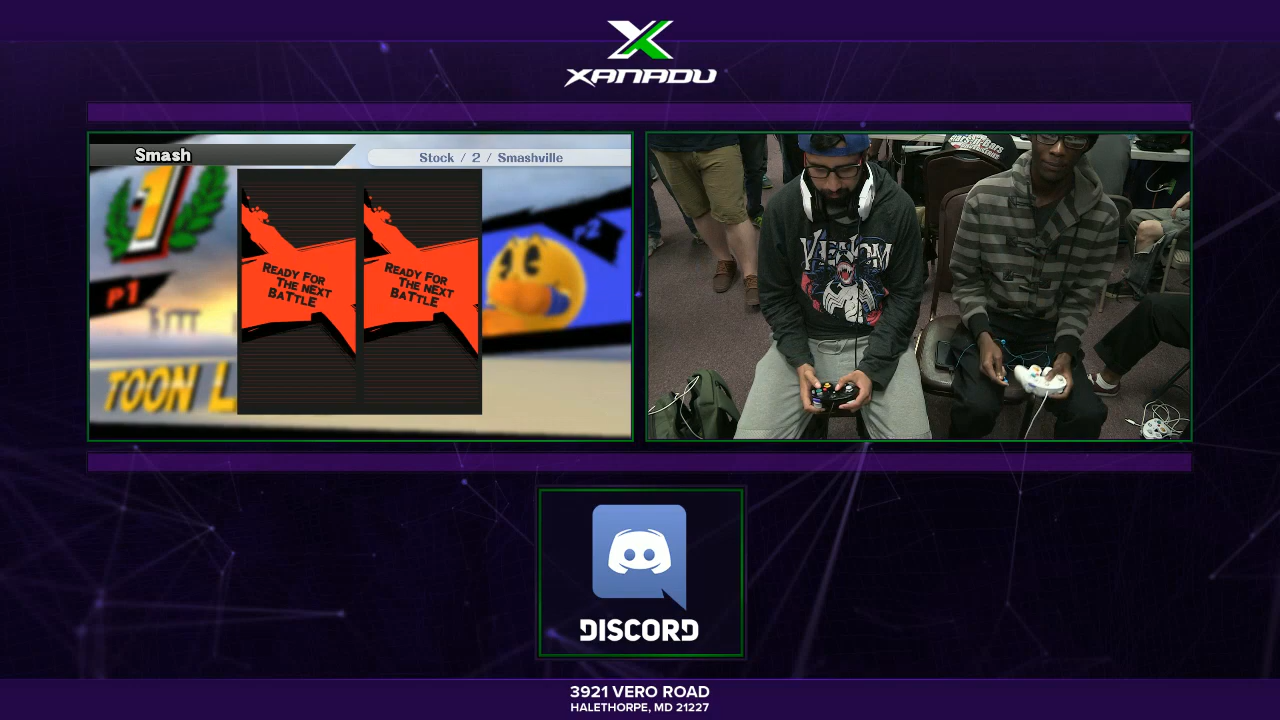 XANADU
Smash
Stock / 2 / Smashville
1
P1
P2
READY FOR
THE NEXT
BATTLE
READY FOR
THE NEXT
BATTLE
TOON L
VENOM
DISCORD
3921 VERO ROAD
HALETHORPE, MD 21227